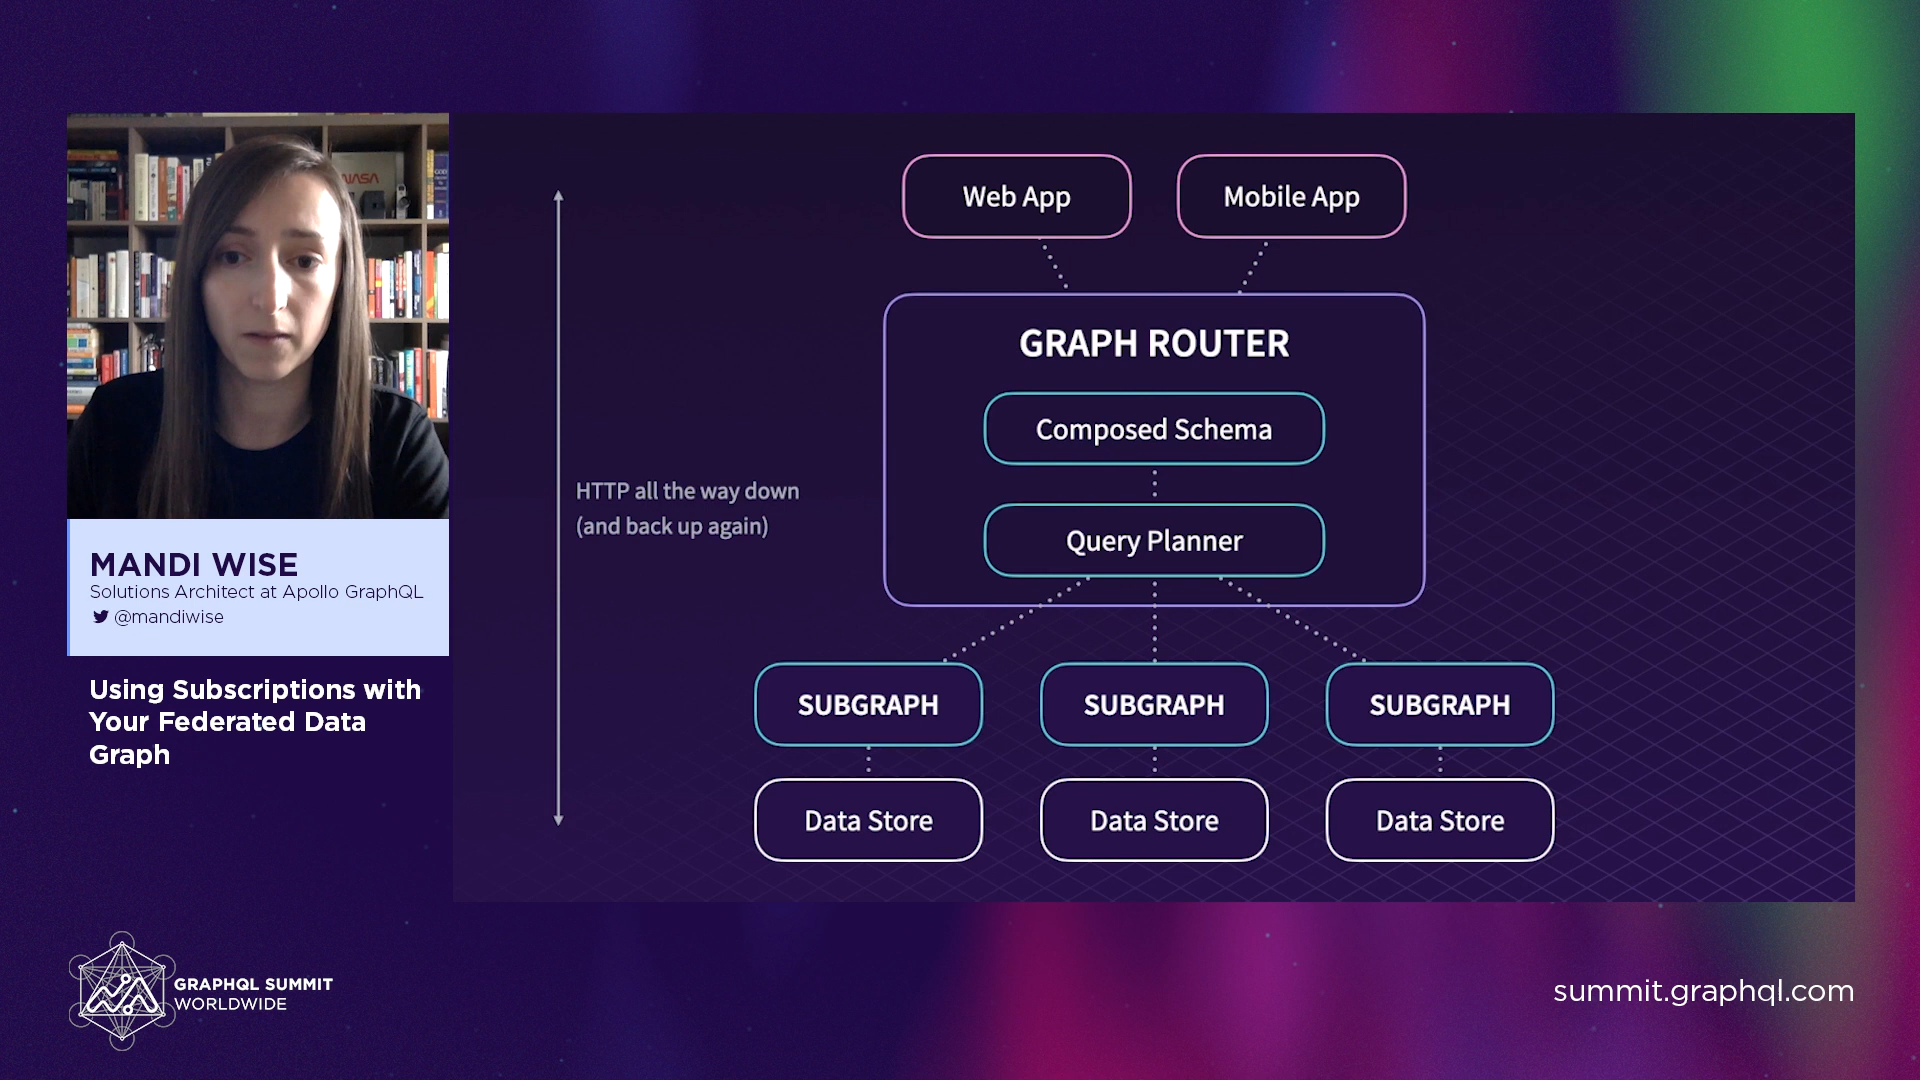 NASA
MANDI WISE
Solutions Architect at Apollo GraphQL
@mandiwise
Using Subscriptions with
Your Federated Data
Graph
Web App
Mobile App
GRAPH ROUTER
Composed Schema
HTTP all the way down
(and back up again)
Query Planner
SUBGRAPH
SUBGRAPH
SUBGRAPH
Data Store
Data Store
Data Store
GRAPHQL SUMMIT
WORLDWIDE
summit.graphql.com